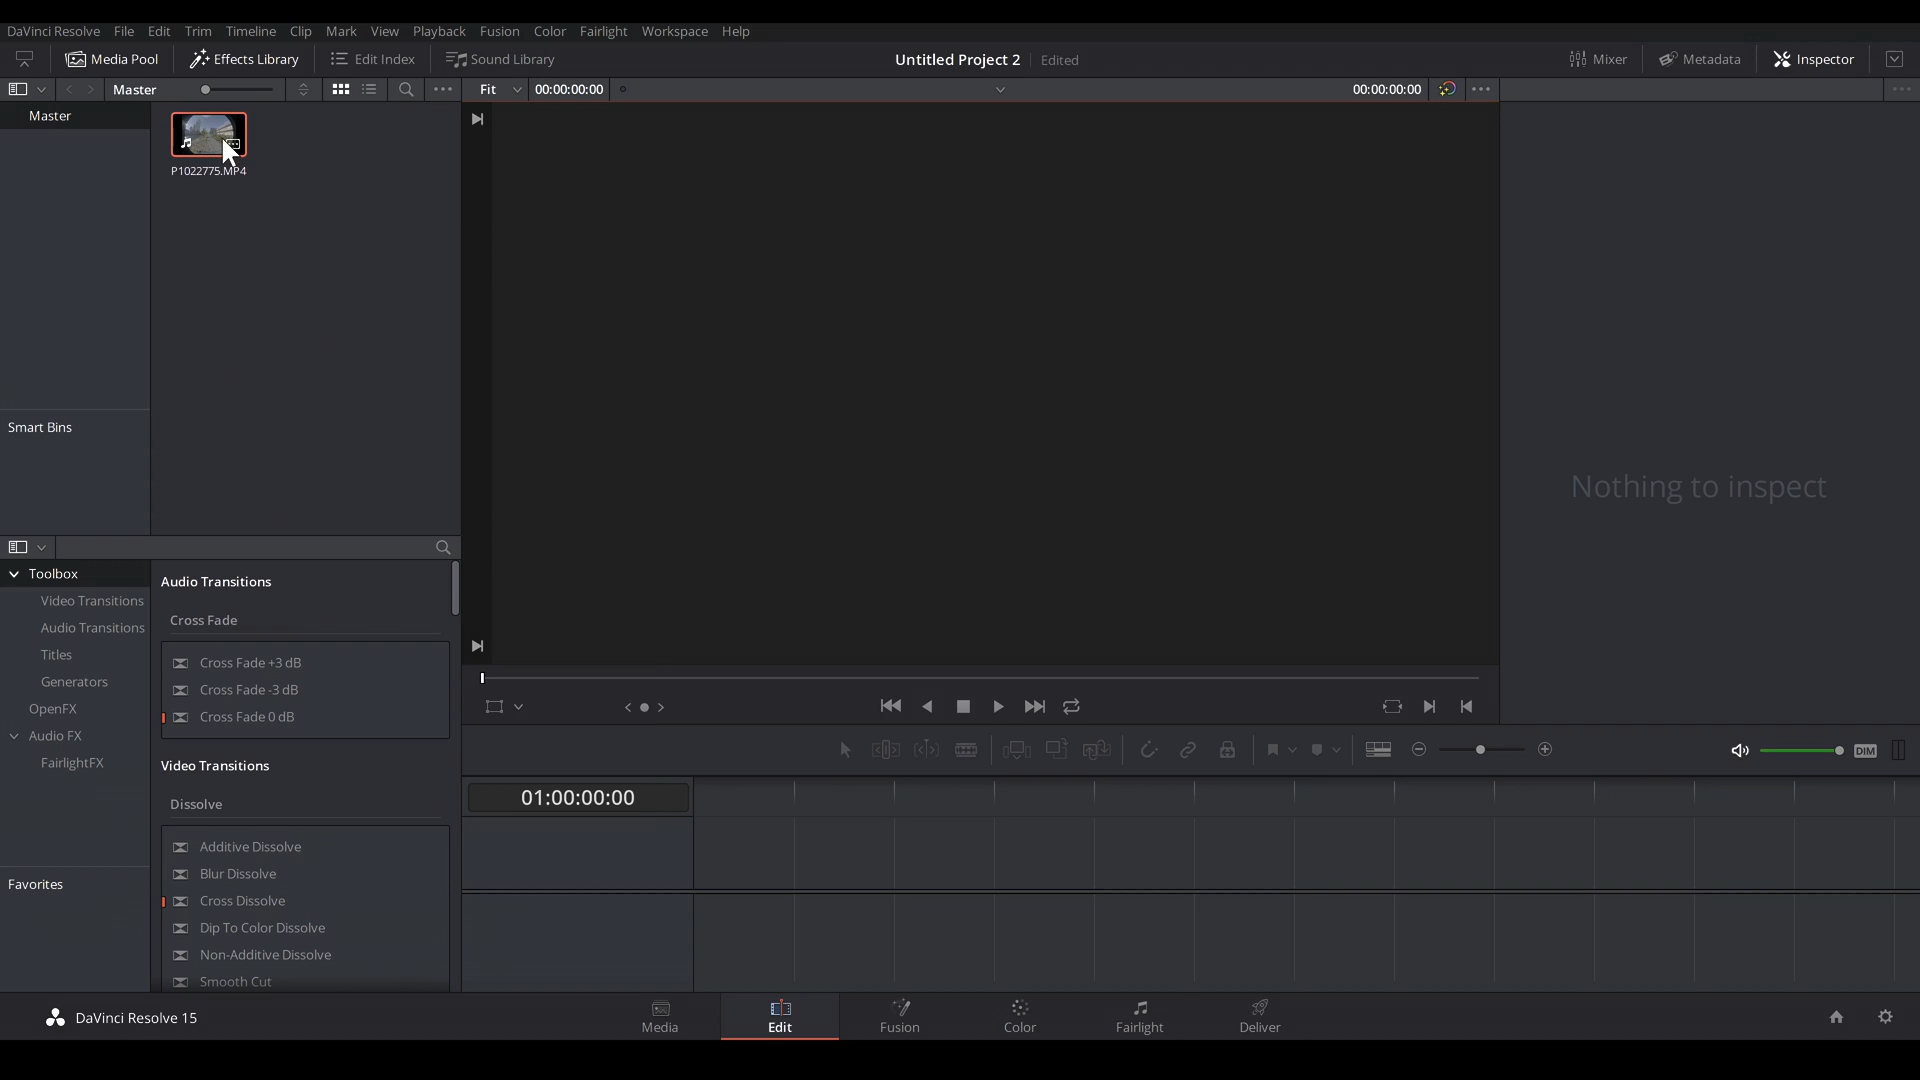 DaVinci Resolve File Edit Trim Timeline Clip Mark View Playback Fusion Color Fairlight Workspace Help
Media Pool Effects Library Edit Index Sound Library Untitled Project 2 Edited Mixer Metadata Inspector
Master Fit 00:00:00:00 00:00:00:00
Master
P1022775.MP4
Smart Bins
Nothing to inspect
Toolbox
Video Transitions
Audio Transitions
Titles
Generators
OpenFX
Audio FX
FairlightFX
Favorites
Audio Transitions
Cross Fade
Cross Fade +3 dB
Cross Fade -3 dB
Cross Fade 0 dB
Video Transitions
Dissolve
Additive Dissolve
Blur Dissolve
Cross Dissolve
Dip To Color Dissolve
Non-Additive Dissolve
Smooth Cut
DIM
01:00:00:00
DaVinci Resolve 15
Media Edit Fusion Color Fairlight Deliver